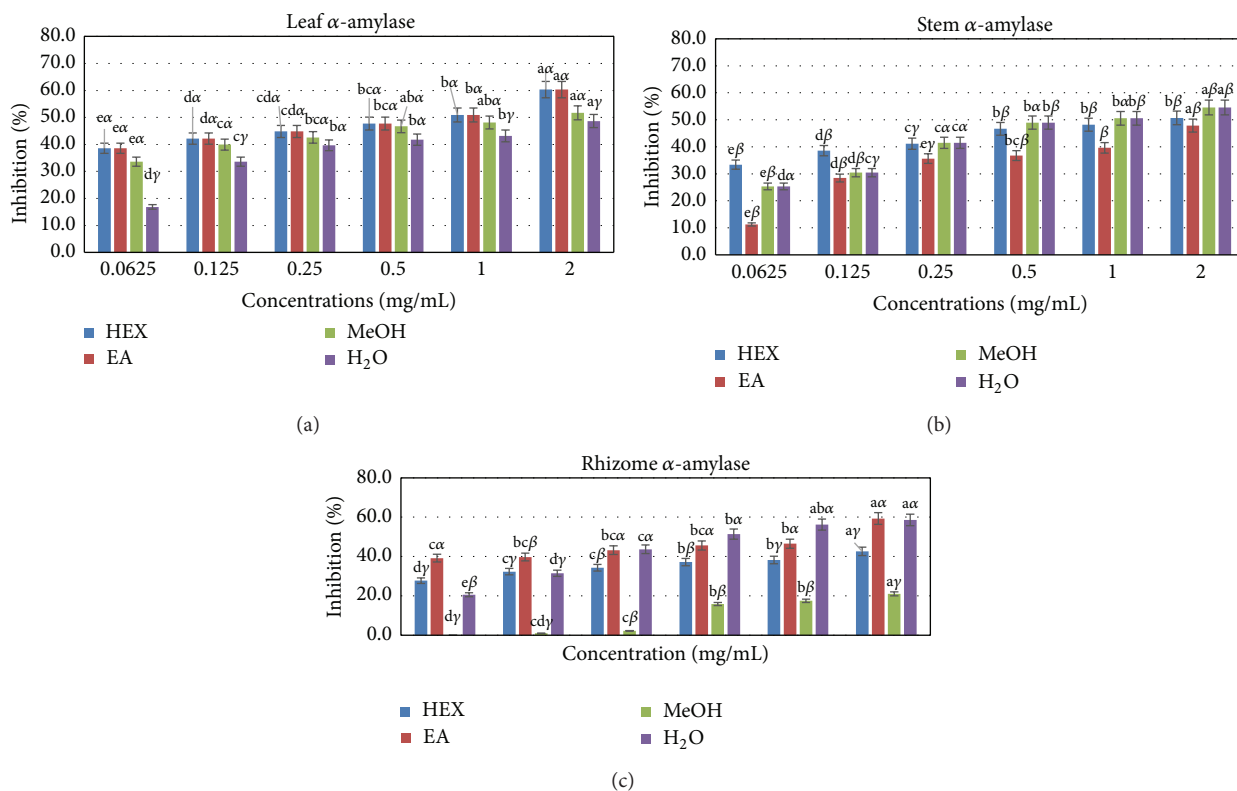 Leaf α-amylase
80.0
70.0
60.0
50.0
40.0
30.0
20.0
10.0
0.0
Inhibition (%)
eα eα eα dγ
dα dα cα cγ
cdα cdα bcα bα
bcα bcα abα bα
bα bα abα bγ
aα aα aα aγ
0.0625 0.125 0.25 0.5 1 2
Concentrations (mg/mL)
HEX MeOH
EA H₂O
(a)
Stem α-amylase
80.0
70.0
60.0
50.0
40.0
30.0
20.0
10.0
0.0
Inhibition (%)
eβ eβ eβ dα
dβ dβ dβ cγ
cγ eγ cα cα
bβ bcβ bα bβ
bβ β bα bβ
bβ aβ aβ aβ
0.0625 0.125 0.25 0.5 1 2
Concentrations (mg/mL)
HEX MeOH
EA H₂O
(b)
Rhizome α-amylase
80.0
60.0
40.0
20.0
0.0
Inhibition (%)
dγ cα dγ eβ
cγ bcβ cdγ dγ
cβ bcα cβ cα
bβ bcα bβ bα
bγ bα bβ abα
aγ aα aγ aα
Concentration (mg/mL)
HEX MeOH
EA H₂O
(c)